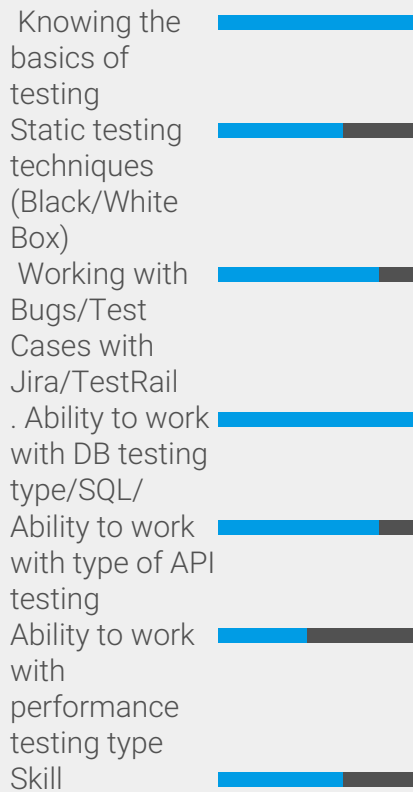 Knowing the
basics of
testing
Static testing
techniques
(Black/White
Box)
Working with
Bugs/Test
Cases with
Jira/TestRail
. Ability to work
with DB testing
type/SQL/
Ability to work
with type of API
testing
Ability to work
with
performance
testing type
Skill